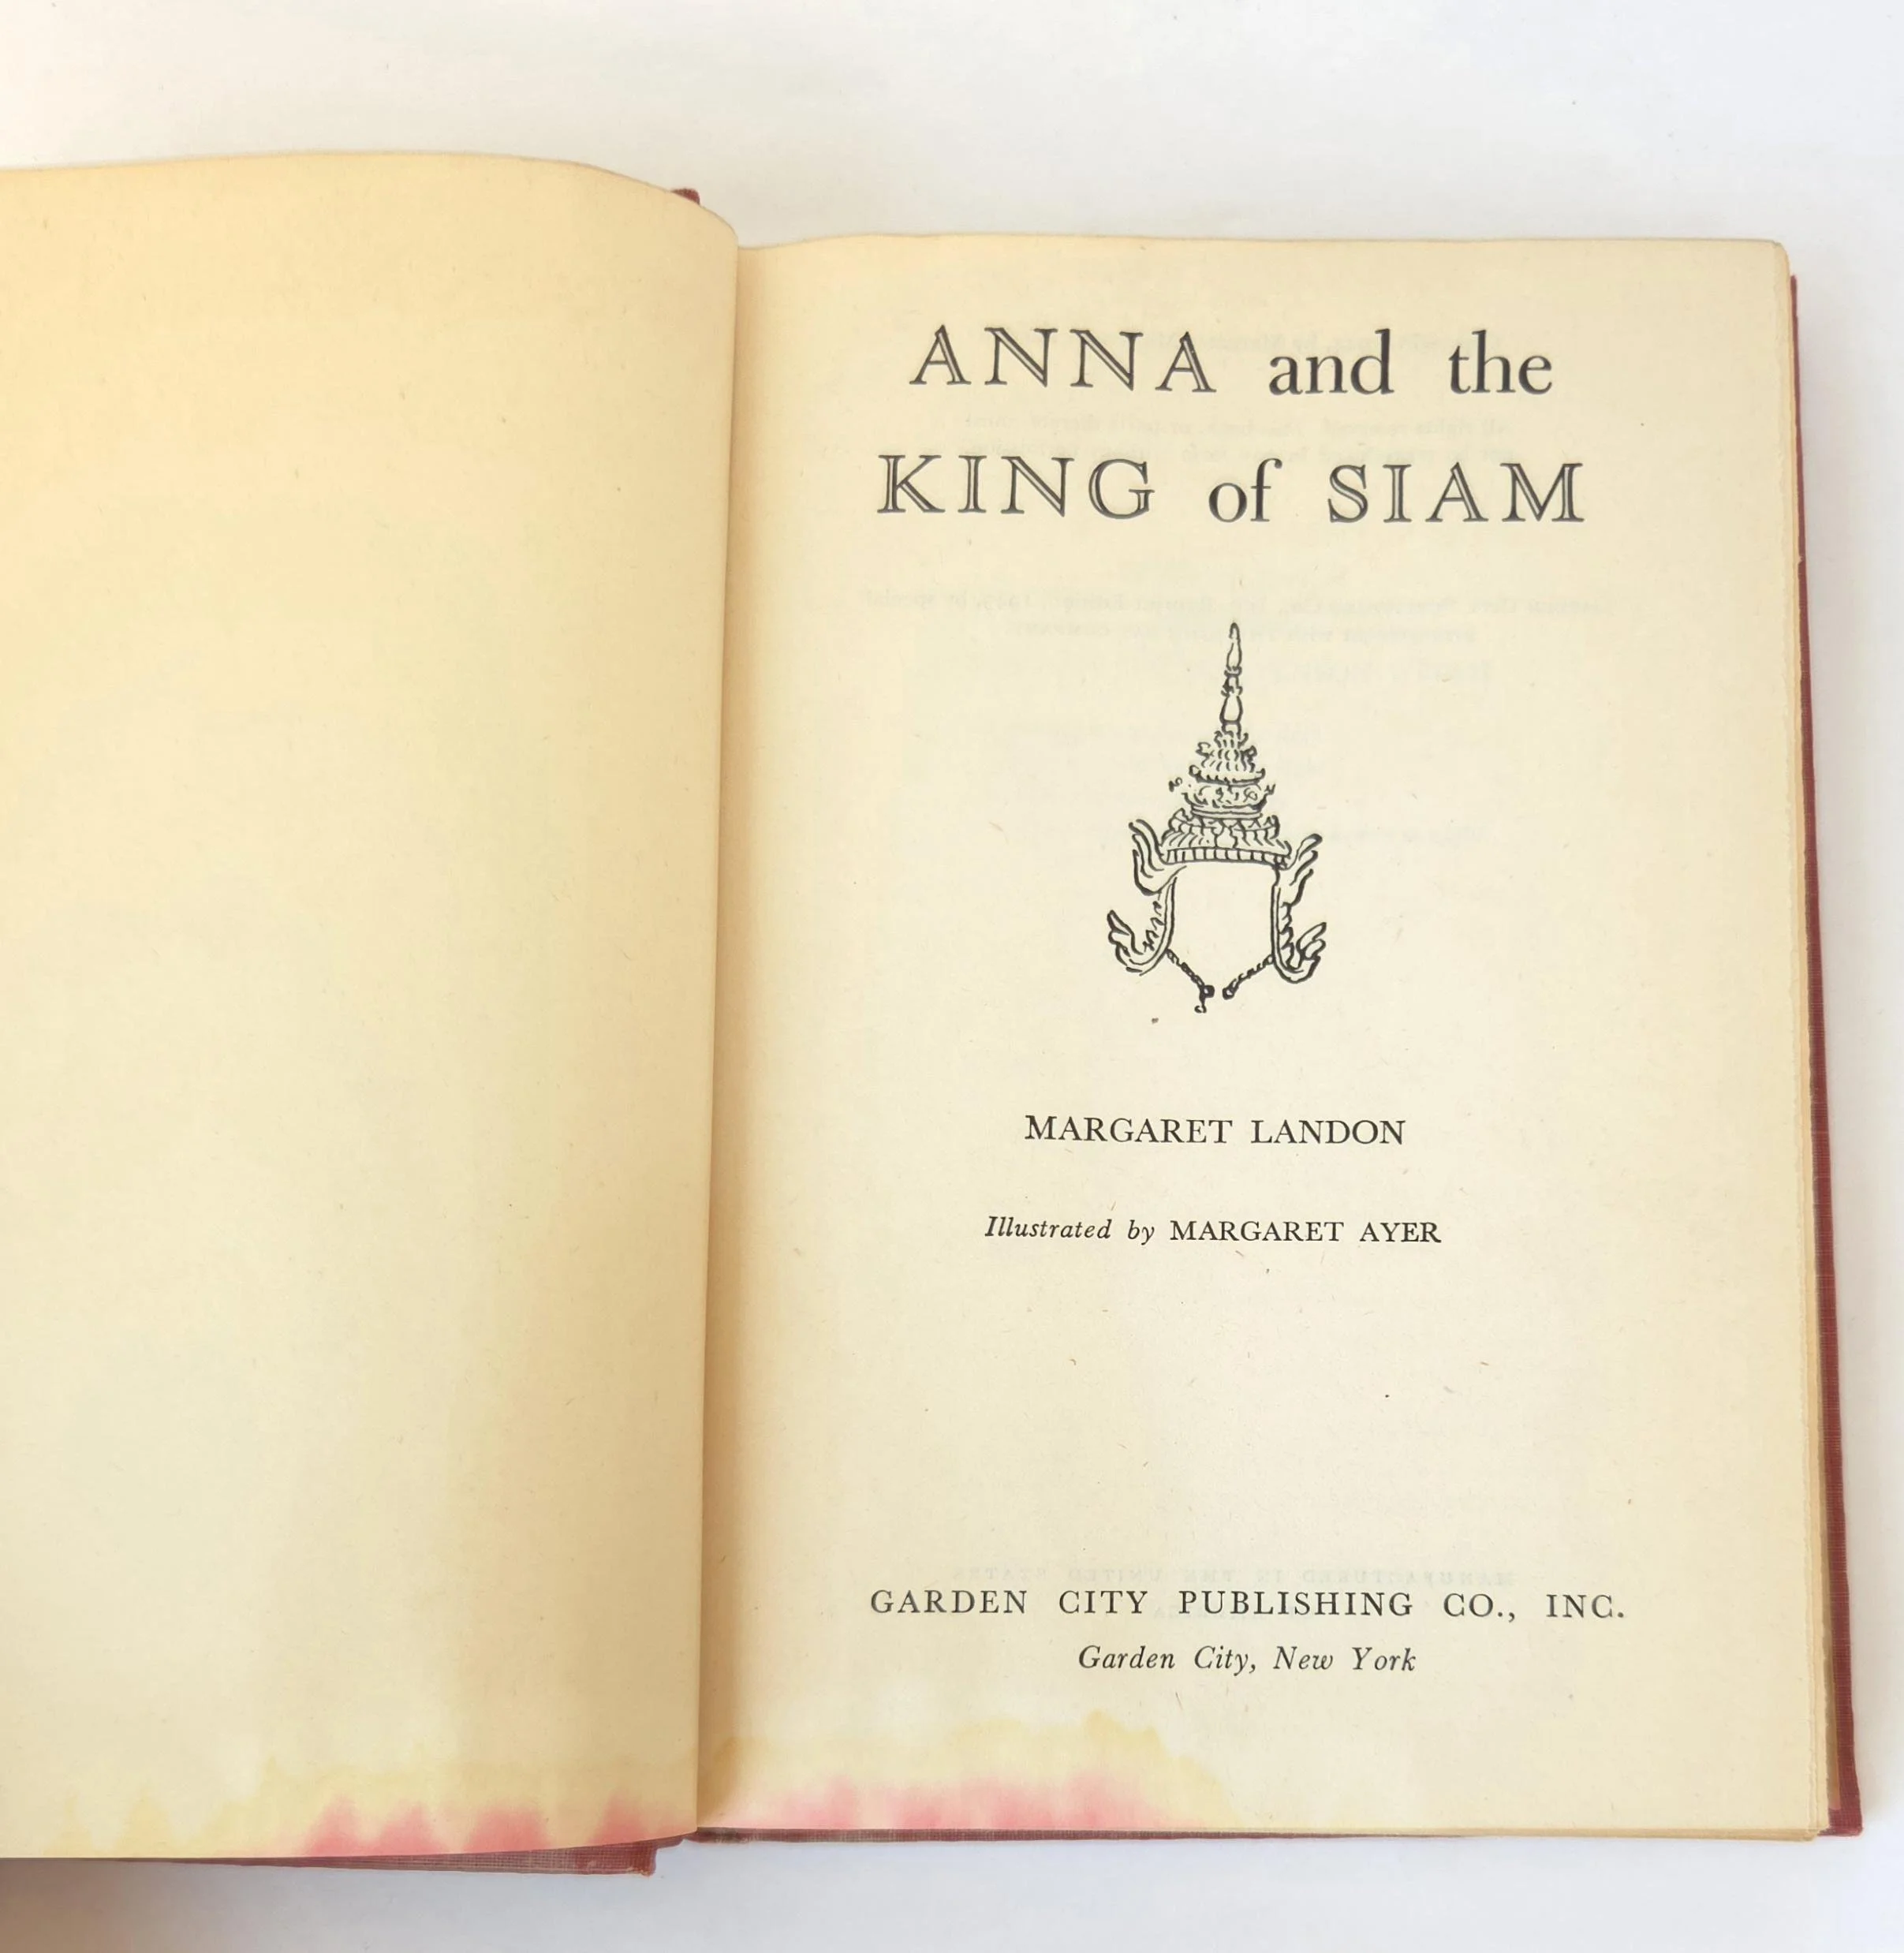 ANNA and the
KING of SIAM
MARGARET LANDON
Illustrated by MARGARET AYER
GARDEN CITY PUBLISHING CO., INC.
Garden City, New York